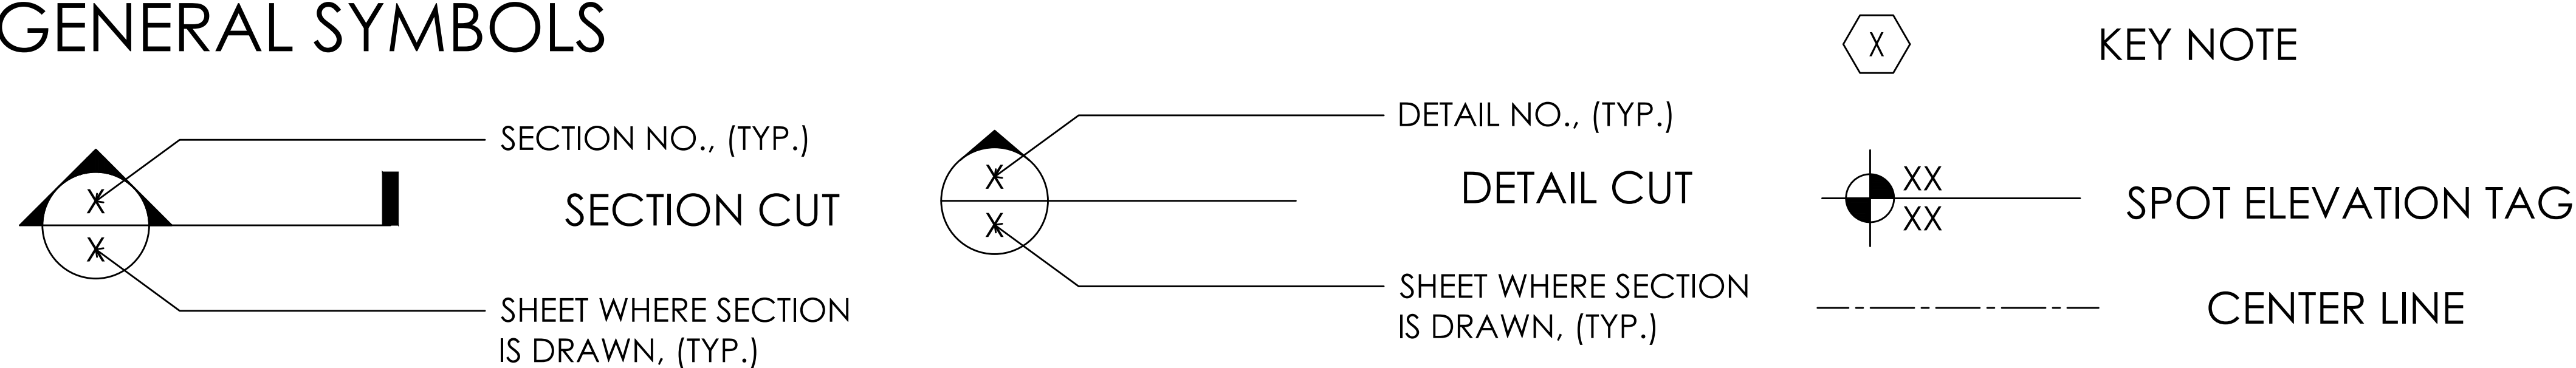 GENERAL SYMBOLS
X
X
SECTION NO., (TYP.)
SECTION CUT
SHEET WHERE SECTION
IS DRAWN, (TYP.)
X
X
DETAIL NO., (TYP.)
DETAIL CUT
SHEET WHERE SECTION
IS DRAWN, (TYP.)
X
KEY NOTE
XX
XX
SPOT ELEVATION TAG
CENTER LINE